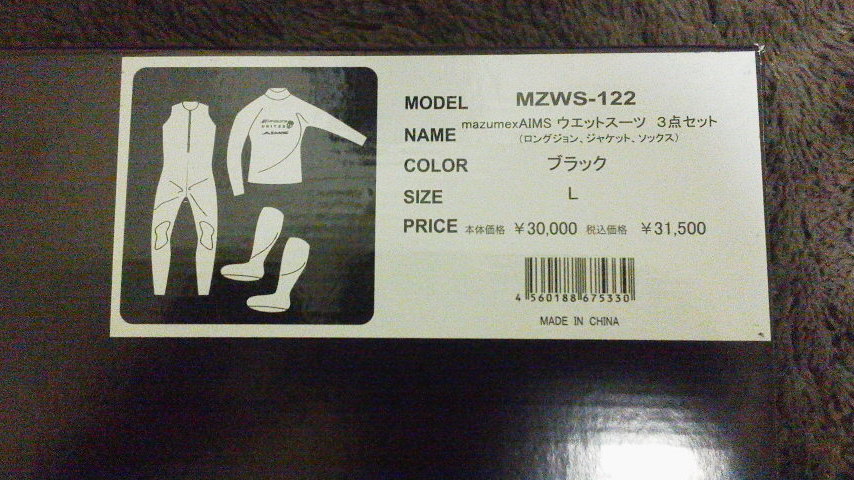 MODEL MZWS-122
NAME mazumexAIMS ウエットスーツ 3点セット
(ロングジョン、ジャケット、ソックス)
COLOR ブラック
SIZE L
PRICE 本体価格 ¥30,000 税込価格 ¥31,500
4 560188 675330
MADE IN CHINA
UNITED